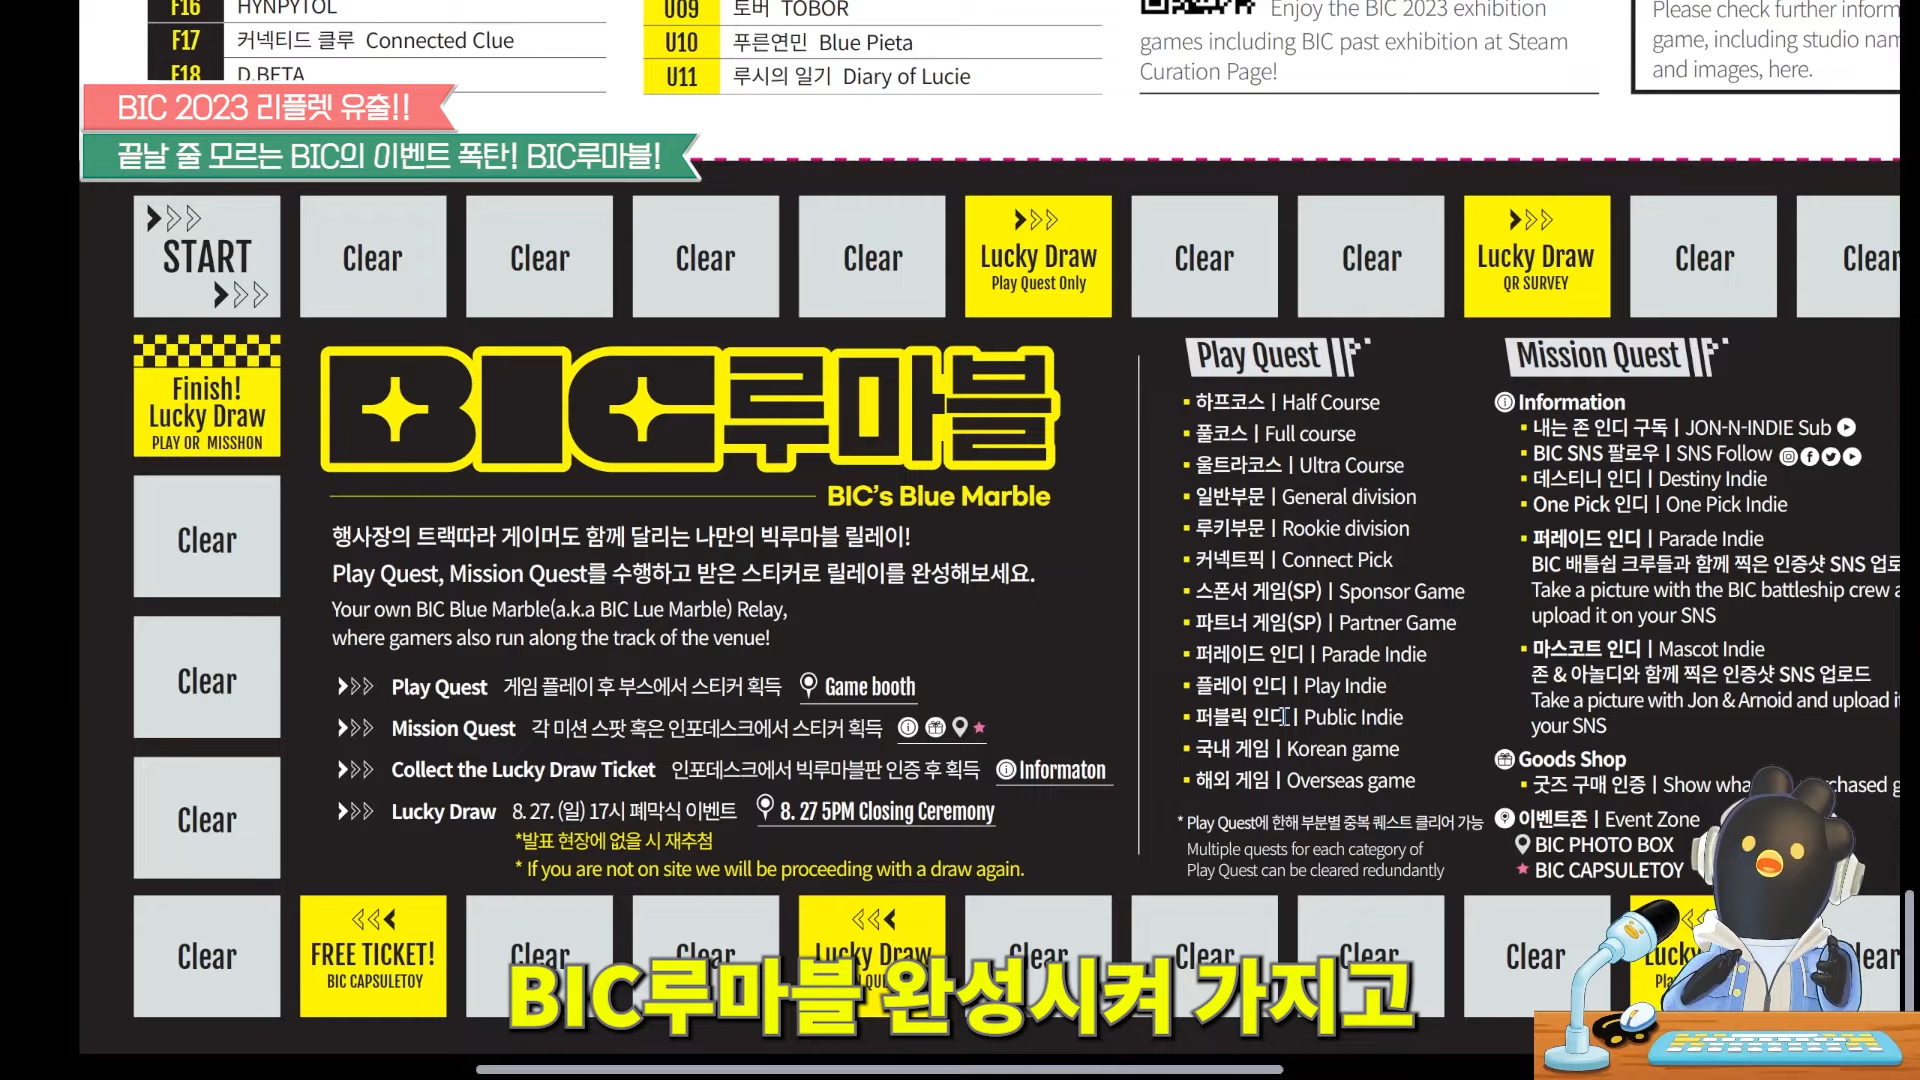 F16 HYNPYTOL
F17 커넥티드 클루 Connected Clue
F18 D.BETA
U09 토버 TOBOR
U10 푸른연민 Blue Pieta
U11 루시의 일기 Diary of Lucie
Enjoy the BIC 2023 exhibition
games including BIC past exhibition at Steam
Curation Page!
Please check further inform
game, including studio nam
and images, here.
BIC 2023 리플렛 유출!!
끝날 줄 모르는 BIC의 이벤트 폭탄! BIC루마블!
START
Clear
Clear
Clear
Clear
Lucky Draw
Play Quest Only
Clear
Clear
Lucky Draw
QR SURVEY
Clear
Clear
Finish!
Lucky Draw
PLAY OR MISSHON
Clear
Clear
Clear
BIC루마블
BIC's Blue Marble
행사장의 트랙따라 게이머도 함께 달리는 나만의 빅루마블 릴레이!
Play Quest, Mission Quest를 수행하고 받은 스티커로 릴레이를 완성해보세요.
Your own BIC Blue Marble(a.k.a BIC Lue Marble) Relay,
where gamers also run along the track of the venue!
Play Quest 게임 플레이 후 부스에서 스티커 획득 Game booth
Mission Quest 각 미션 스팟 혹은 인포데스크에서 스티커 획득
Collect the Lucky Draw Ticket 인포데스크에서 빅루마블판 인증 후 획득 Informaton
Lucky Draw 8. 27. (일) 17시 폐막식 이벤트 8. 27 5PM Closing Ceremony
*발표 현장에 없을 시 재추첨
* If you are not on site we will be proceeding with a draw again.
Play Quest
하프코스 | Half Course
풀코스 | Full course
울트라코스 | Ultra Course
일반부문 | General division
루키부문 | Rookie division
커넥트픽 | Connect Pick
스폰서 게임(SP) | Sponsor Game
파트너 게임(SP) | Partner Game
퍼레이드 인디 | Parade Indie
플레이 인디 | Play Indie
퍼블릭 인디 | Public Indie
국내 게임 | Korean game
해외 게임 | Overseas game
* Play Quest에 한해 부분별 중복 퀘스트 클리어 가능
Multiple quests for each category of
Play Quest can be cleared redundantly
Mission Quest
Information
내는 존 인디 구독 | JON-N-INDIE Sub
BIC SNS 팔로우 | SNS Follow
데스티니 인디 | Destiny Indie
One Pick 인디 | One Pick Indie
퍼레이드 인디 | Parade Indie
BIC 배틀쉽 크루들과 함께 찍은 인증샷 SNS 업로
Take a picture with the BIC battleship crew a
upload it on your SNS
마스코트 인디 | Mascot Indie
존 & 아놀디와 함께 찍은 인증샷 SNS 업로드
Take a picture with Jon & Arnoid and upload i
your SNS
Goods Shop
굿즈 구매 인증 | Show wha chased g
이벤트존 | Event Zone
BIC PHOTO BOX
BIC CAPSULETOY
Clear
FREE TICKET!
BIC CAPSULETOY
Clear
Clear
Lucky Draw
Clear
Clear
Clear
Clear
BIC루마블 완성시켜 가지고